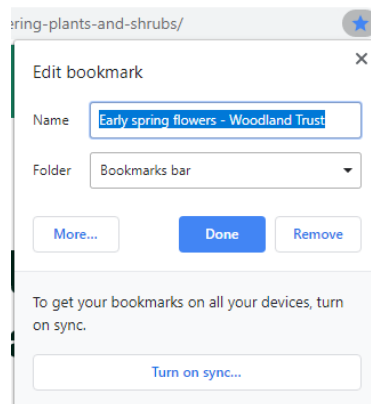 ring-plants-and-shrubs/
Edit bookmark
Name Early spring flowers - Woodland Trust
Folder Bookmarks bar
More... Done Remove
To get your bookmarks on all your devices, turn
on sync.
Turn on sync...